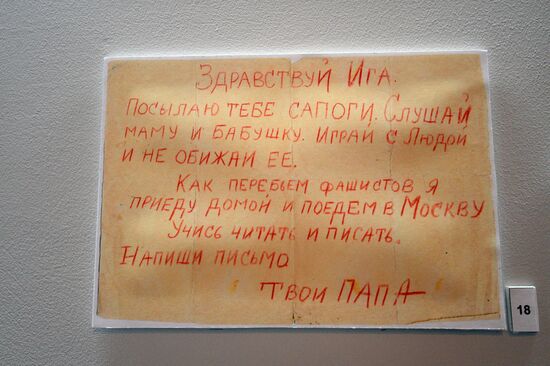 ЗДРАВСТВУЙ ИГА.
ПОСЫЛАЮ ТЕБЕ САПОГИ. СЛУШАЙ
МАМУ И БАБУШКУ. ИГРАЙ С ЛЮДОЙ
И НЕ ОБИЖАЙ ЕЕ.
КАК ПЕРЕБЬЕМ ФАШИСТОВ Я
ПРИЕДУ ДОМОЙ И ПОЕДЕМ В МОСКВУ
УЧИСЬ ЧИТАТЬ И ПИСАТЬ.
НАПИШИ ПИСЬМО
ТВОЙ ПАПА
18